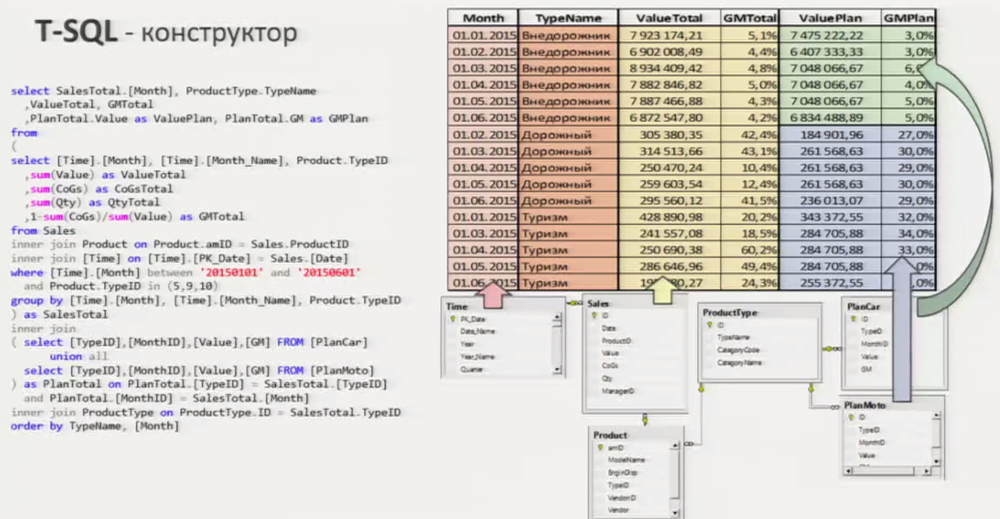 T-SQL - конструктор
select SalesTotal.[Month], ProductType.TypeName
,ValueTotal, GMTotal
,PlanTotal.Value as ValuePlan, PlanTotal.GM as GMPlan
from
(
select [Time].[Month], [Time].[Month_Name], Product.TypeID
,sum(Value) as ValueTotal
,sum(CoGs) as CoGsTotal
,sum(Qty) as QtyTotal
,1-sum(CoGs)/sum(Value) as GMTotal
from Sales
inner join Product on Product.amID = Sales.ProductID
inner join [Time] on [Time].[PK_Date] = Sales.[Date]
where [Time].[Month] between '20150101' and '20150601'
and Product.TypeID in (5,9,10)
group by [Time].[Month], [Time].[Month_Name], Product.TypeID
) as SalesTotal
inner join
( select [TypeID],[MonthID],[Value],[GM] FROM [PlanCar]
union all
select [TypeID],[MonthID],[Value],[GM] FROM [PlanMoto]
) as PlanTotal on PlanTotal.[TypeID] = SalesTotal.[TypeID]
and PlanTotal.[MonthID] = SalesTotal.[Month]
inner join ProductType on ProductType.ID = SalesTotal.TypeID
order by TypeName, [Month]
Month TypeName ValueTotal GMTotal ValuePlan GMPlan
01.01.2015 Внедорожник 7 923 174,21 5,1% 7 475 222,22 3,0%
01.02.2015 Внедорожник 6 902 008,49 4,4% 6 407 333,33 3,0%
01.03.2015 Внедорожник 8 934 409,42 4,8% 7 048 066,67
01.04.2015 Внедорожник 7 882 846,82 5,0% 7 048 066,67 4,0%
01.05.2015 Внедорожник 7 887 466,88 4,3% 7 048 066,67 5,0%
01.06.2015 Внедорожник 6 872 547,80 4,2% 6 834 488,89 5,0%
01.02.2015 Дорожный 305 380,35 42,4% 184 901,96 27,0%
01.03.2015 Дорожный 314 513,66 43,1% 261 568,63 30,0%
01.04.2015 Дорожный 250 470,24 10,4% 261 568,63 29,0%
01.05.2015 Дорожный 259 603,54 12,4% 261 568,63 30,0%
01.06.2015 Дорожный 295 560,12 41,5% 236 013,07 29,0%
01.01.2015 Туризм 428 890,98 20,2% 343 372,55 32,0%
01.03.2015 Туризм 241 557,08 18,5% 284 705,88 34,0%
01.04.2015 Туризм 250 690,38 60,2% 284 705,88 33,0%
01.05.2015 Туризм 286 646,96 49,4% 284 705,88
Туризм 24,3% 255 372,55
Time
PK_Date
Date_Name
Year
Year_Name
Quarter
Sales
ID
Date
ProductID
Value
CoGs
Qty
ManagerID
ProductType
ID
TypeName
CategoryCode
CategoryName
PlanCar
ID
TypeID
MonthID
Value
GM
Product
amID
ModelName
EnginDisp
TypeID
VendorID
Vendor
PlanMoto
ID
TypeID
MonthID
Value